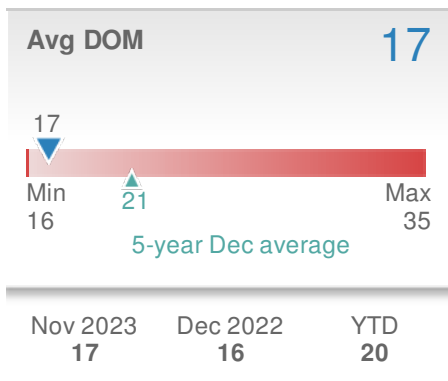 Avg DOM 17
17
Min Max
16 35
21
5-year Dec average
Nov 2023 Dec 2022 YTD
17 16 20